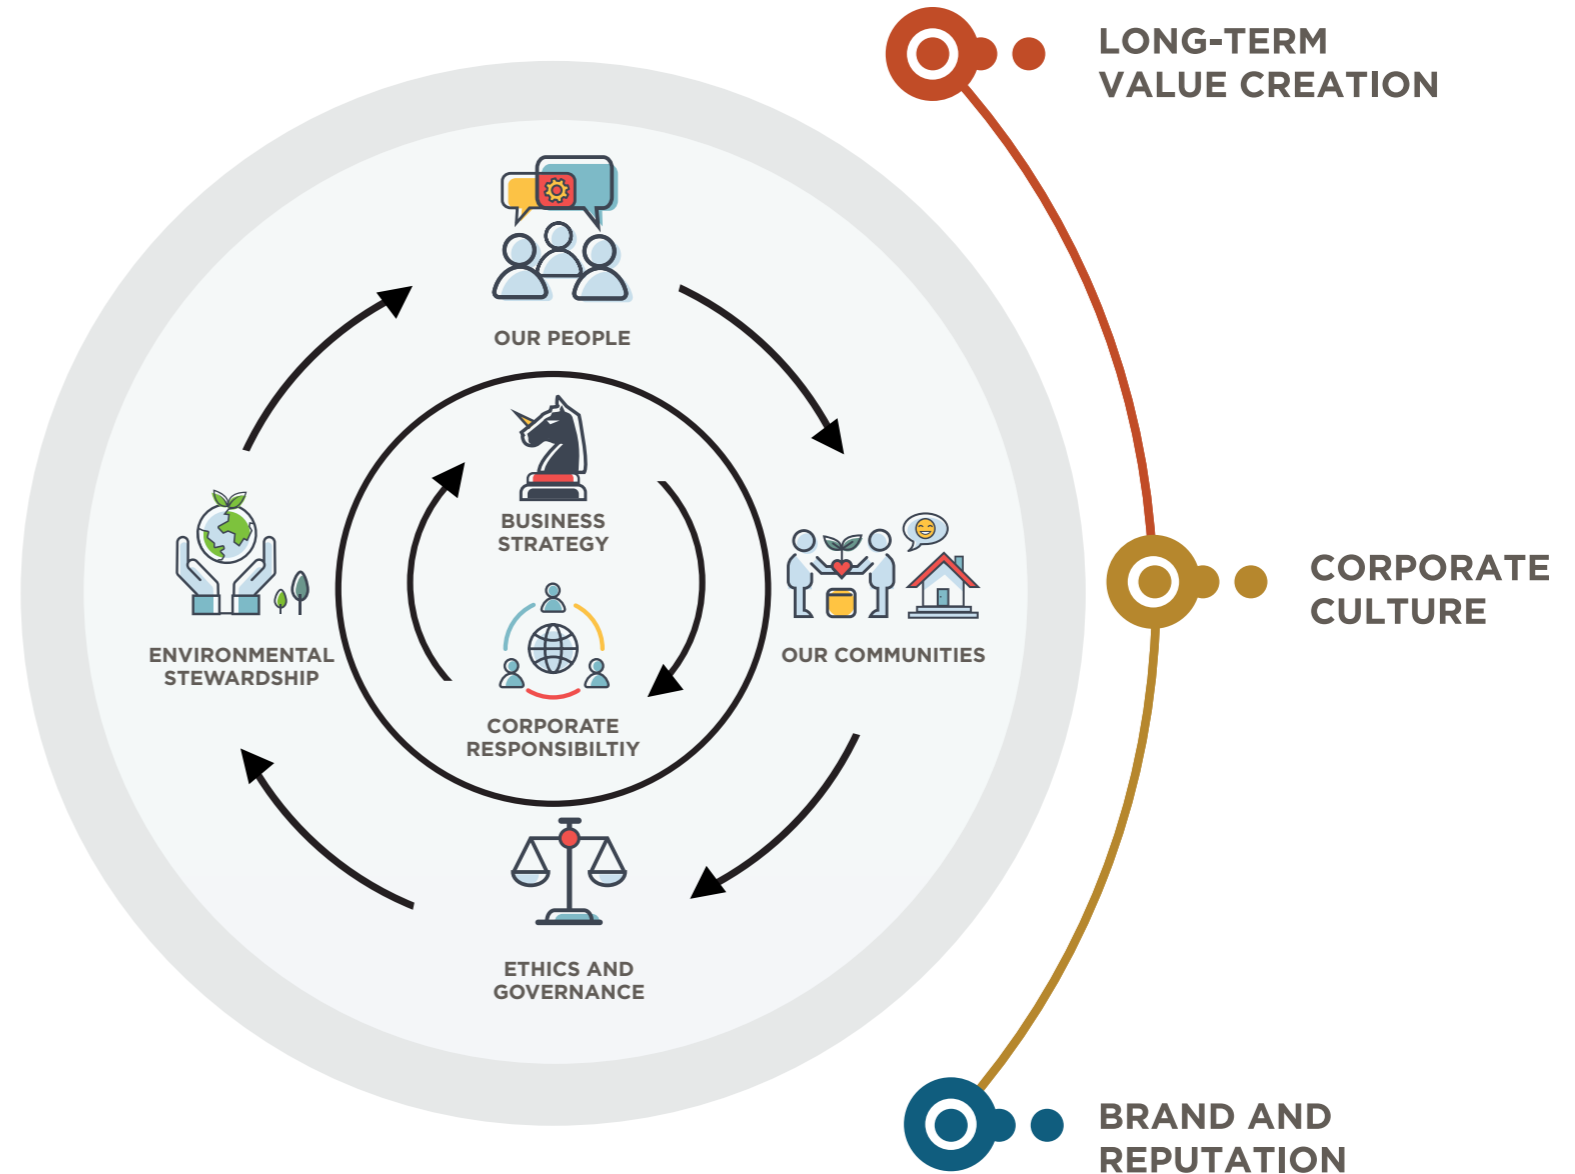 LONG-TERM
VALUE CREATION
OUR PEOPLE
BUSINESS
STRATEGY
CORPORATE
CULTURE
ENVIRONMENTAL
STEWARDSHIP
OUR COMMUNITIES
CORPORATE
RESPONSIBILTIY
ETHICS AND
GOVERNANCE
BRAND AND
REPUTATION